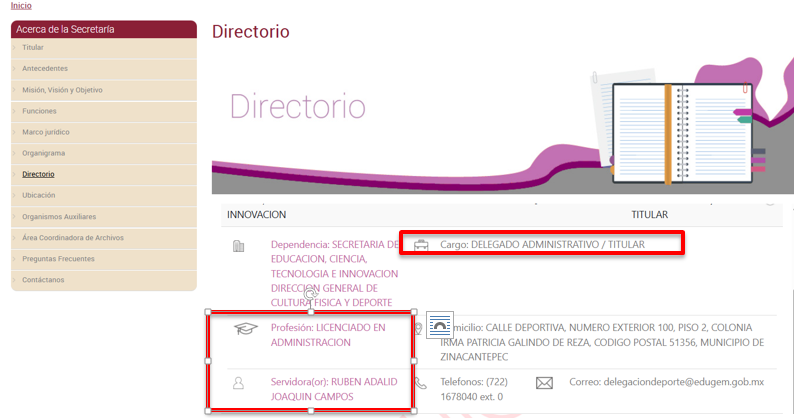 Inicio
Acerca de la Secretaría
Titular
Antecedentes
Misión, Visión y Objetivo
Funciones
Marco jurídico
Organigrama
Directorio
Ubicación
Organismos Auxiliares
Área Coordinadora de Archivos
Preguntas Frecuentes
Contáctanos
Directorio
Directorio
INNOVACION
TITULAR
Dependencia: SECRETARIA DE
EDUCACION, CIENCIA,
TECNOLOGIA E INNOVACION
DIRECCION GENERAL DE
CULTURA FISICA Y DEPORTE
Cargo: DELEGADO ADMINISTRATIVO / TITULAR
Profesión: LICENCIADO EN
ADMINISTRACION
CALLE DEPORTIVA, NUMERO EXTERIOR 100, PISO 2, COLONIA
IRMA PATRICIA GALINDO DE REZA, CODIGO POSTAL 51356, MUNICIPIO DE
ZINACANTEPEC
Servidora(or): RUBEN ADALID
JOAQUIN CAMPOS
Telefonos: (722)
1678040 ext. 0
Correo: delegaciondeporte@edugem.gob.mx